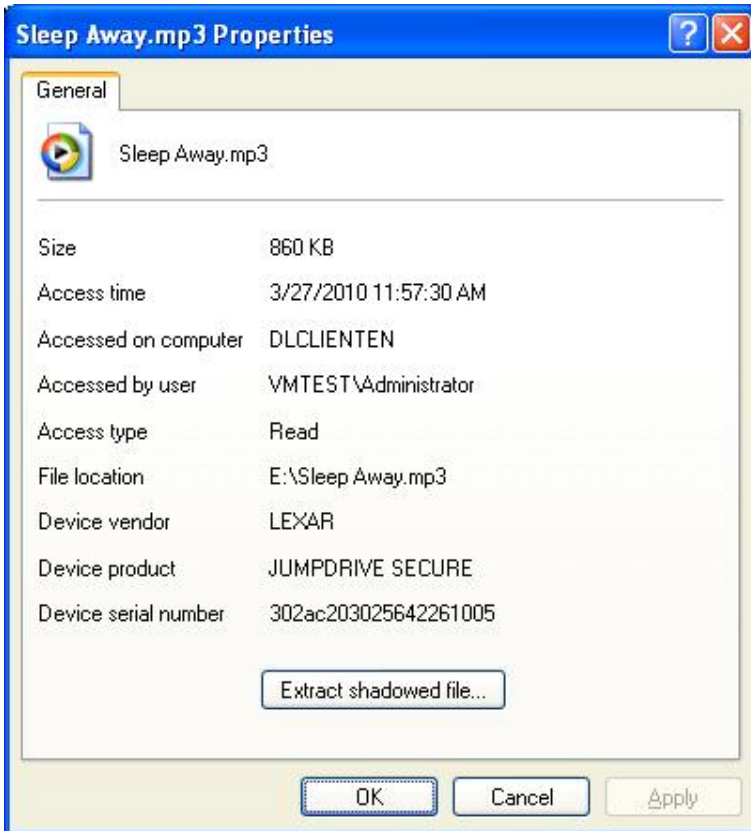 Sleep Away.mp3 Properties
General
Sleep Away.mp3
Size 860 KB
Access time 3/27/2010 11:57:30 AM
Accessed on computer DLCLIENTEN
Accessed by user VMTEST\Administrator
Access type Read
File location E:\Sleep Away.mp3
Device vendor LEXAR
Device product JUMPDRIVE SECURE
Device serial number 302ac203025642261005
Extract shadowed file...
OK Cancel Apply